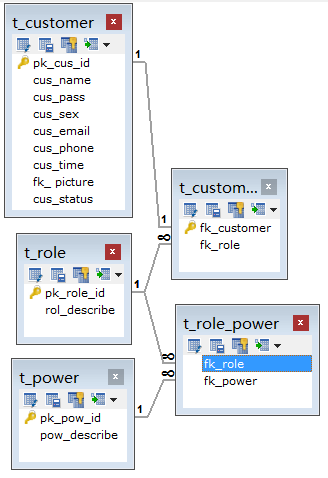 t_customer
pk_cus_id
cus_name
cus_pass
cus_sex
cus_email
cus_phone
cus_time
fk_ picture
cus_status
1
1
t_custom...
fk_customer
fk_role
∞
t_role
pk_role_id
rol_describe
1
t_role_power
fk_role
fk_power
∞
∞
t_power
pk_pow_id
pow_describe
1